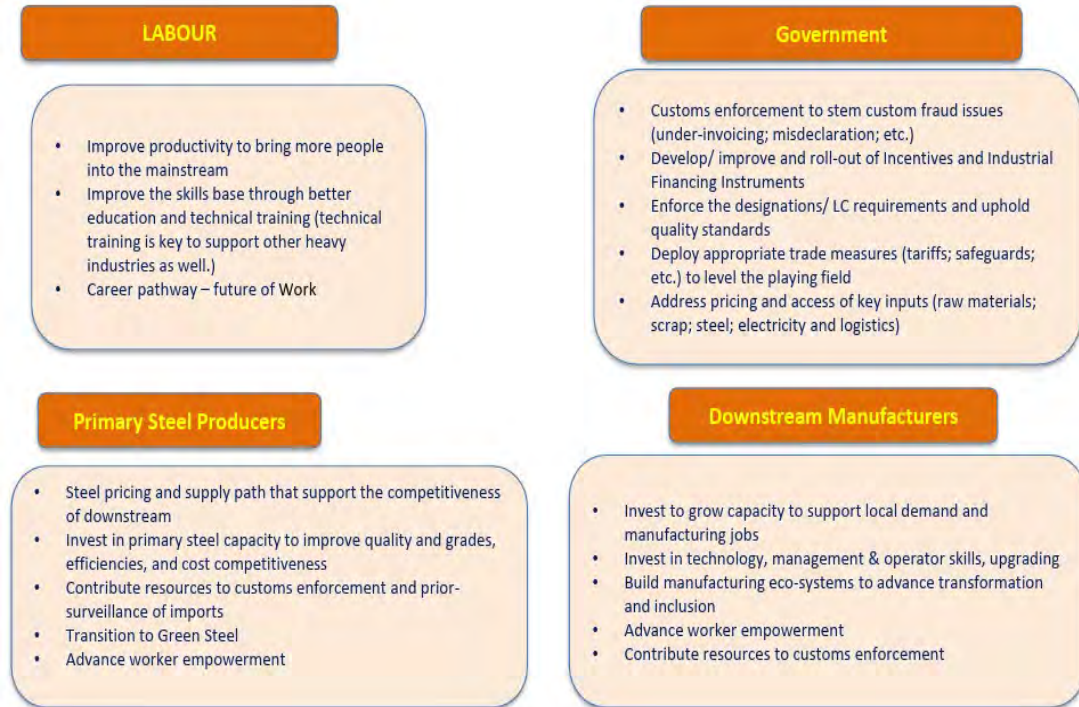 LABOUR
• Improve productivity to bring more people
into the mainstream
• Improve the skills base through better
education and technical training (technical
training is key to support other heavy
industries as well.)
• Career pathway – future of Work
Government
• Customs enforcement to stem custom fraud issues
(under-invoicing; misdeclaration; etc.)
• Develop/ improve and roll-out of Incentives and Industrial
Financing Instruments
• Enforce the designations/ LC requirements and uphold
quality standards
• Deploy appropriate trade measures (tariffs; safeguards;
etc.) to level the playing field
• Address pricing and access of key inputs (raw materials;
scrap; steel; electricity and logistics)
Primary Steel Producers
• Steel pricing and supply path that support the competitiveness
of downstream
• Invest in primary steel capacity to improve quality and grades,
efficiencies, and cost competitiveness
• Contribute resources to customs enforcement and prior-
surveillance of imports
• Transition to Green Steel
• Advance worker empowerment
Downstream Manufacturers
• Invest to grow capacity to support local demand and
manufacturing jobs
• Invest in technology, management & operator skills, upgrading
• Build manufacturing eco-systems to advance transformation
and inclusion
• Advance worker empowerment
• Contribute resources to customs enforcement